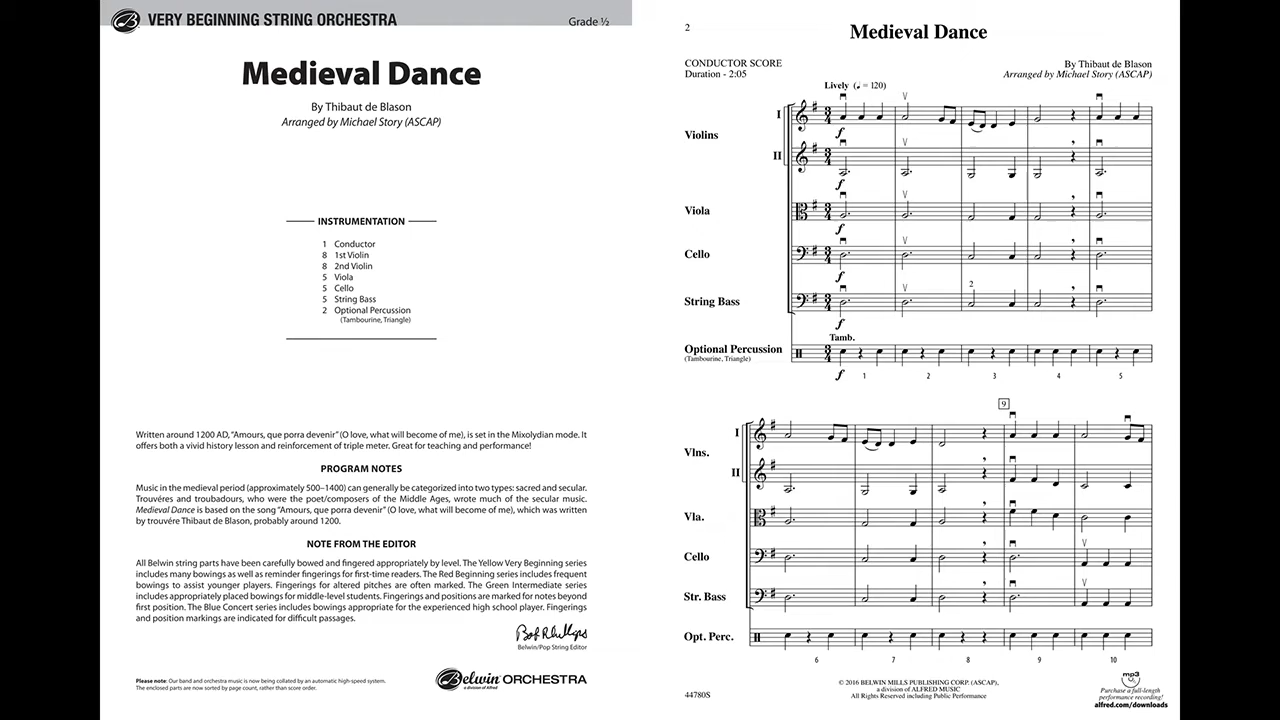 B VERY BEGINNING STRING ORCHESTRA
Grade ½
Medieval Dance
By Thibaut de Blason
Arranged by Michael Story (ASCAP)
INSTRUMENTATION
1 Conductor
8 1st Violin
8 2nd Violin
5 Viola
5 Cello
5 String Bass
2 Optional Percussion
(Tambourine, Triangle)
Written around 1200 AD, “Amours, que porra devenir” (O love, what will become of me), is set in the Mixolydian mode. It
offers both a vivid history lesson and reinforcement of triple meter. Great for teaching and performance!
PROGRAM NOTES
Music in the medieval period (approximately 500–1400) can generally be categorized into two types: sacred and secular.
Trouvéres and troubadours, who were the poet/composers of the Middle Ages, wrote much of the secular music.
Medieval Dance is based on the song “Amours, que porra devenir” (O love, what will become of me), which was written
by trouvére Thibaut de Blason, probably around 1200.
NOTE FROM THE EDITOR
All Belwin string parts have been carefully bowed and fingered appropriately by level. The Yellow Very Beginning series
includes many bowings as well as reminder fingerings for first-time readers. The Red Beginning series includes frequent
bowings to assist younger players. Fingerings for altered pitches are often marked. The Green Intermediate series
includes appropriately placed bowings for middle-level students. Fingerings and positions are marked for notes beyond
first position. The Blue Concert series includes bowings appropriate for the experienced high school player. Fingerings
and position markings are indicated for difficult passages.
Bob Phillips
Belwin/Pop String Editor
Please note: Our band and orchestra music is now being collated by an automatic high-speed system.
The enclosed parts are now sorted by page count, rather than score order.
Belwin ORCHESTRA
a division of Alfred
2
Medieval Dance
CONDUCTOR SCORE
Duration - 2:05
By Thibaut de Blason
Arranged by Michael Story (ASCAP)
Lively (♩ = 120)
Violins
I
f
II
f
Viola
f
Cello
f
2
String Bass
f
Tamb.
Optional Percussion
(Tambourine, Triangle)
f 1 2 3 4 5
9
Vlns.
I
II
Vla.
Cello
Str. Bass
Opt. Perc.
6 7 8 9 10
44780S
© 2016 BELWIN MILLS PUBLISHING CORP. (ASCAP),
a division of ALFRED MUSIC
All Rights Reserved including Public Performance
mp3
Purchase a full-length
performance recording!
alfred.com/downloads